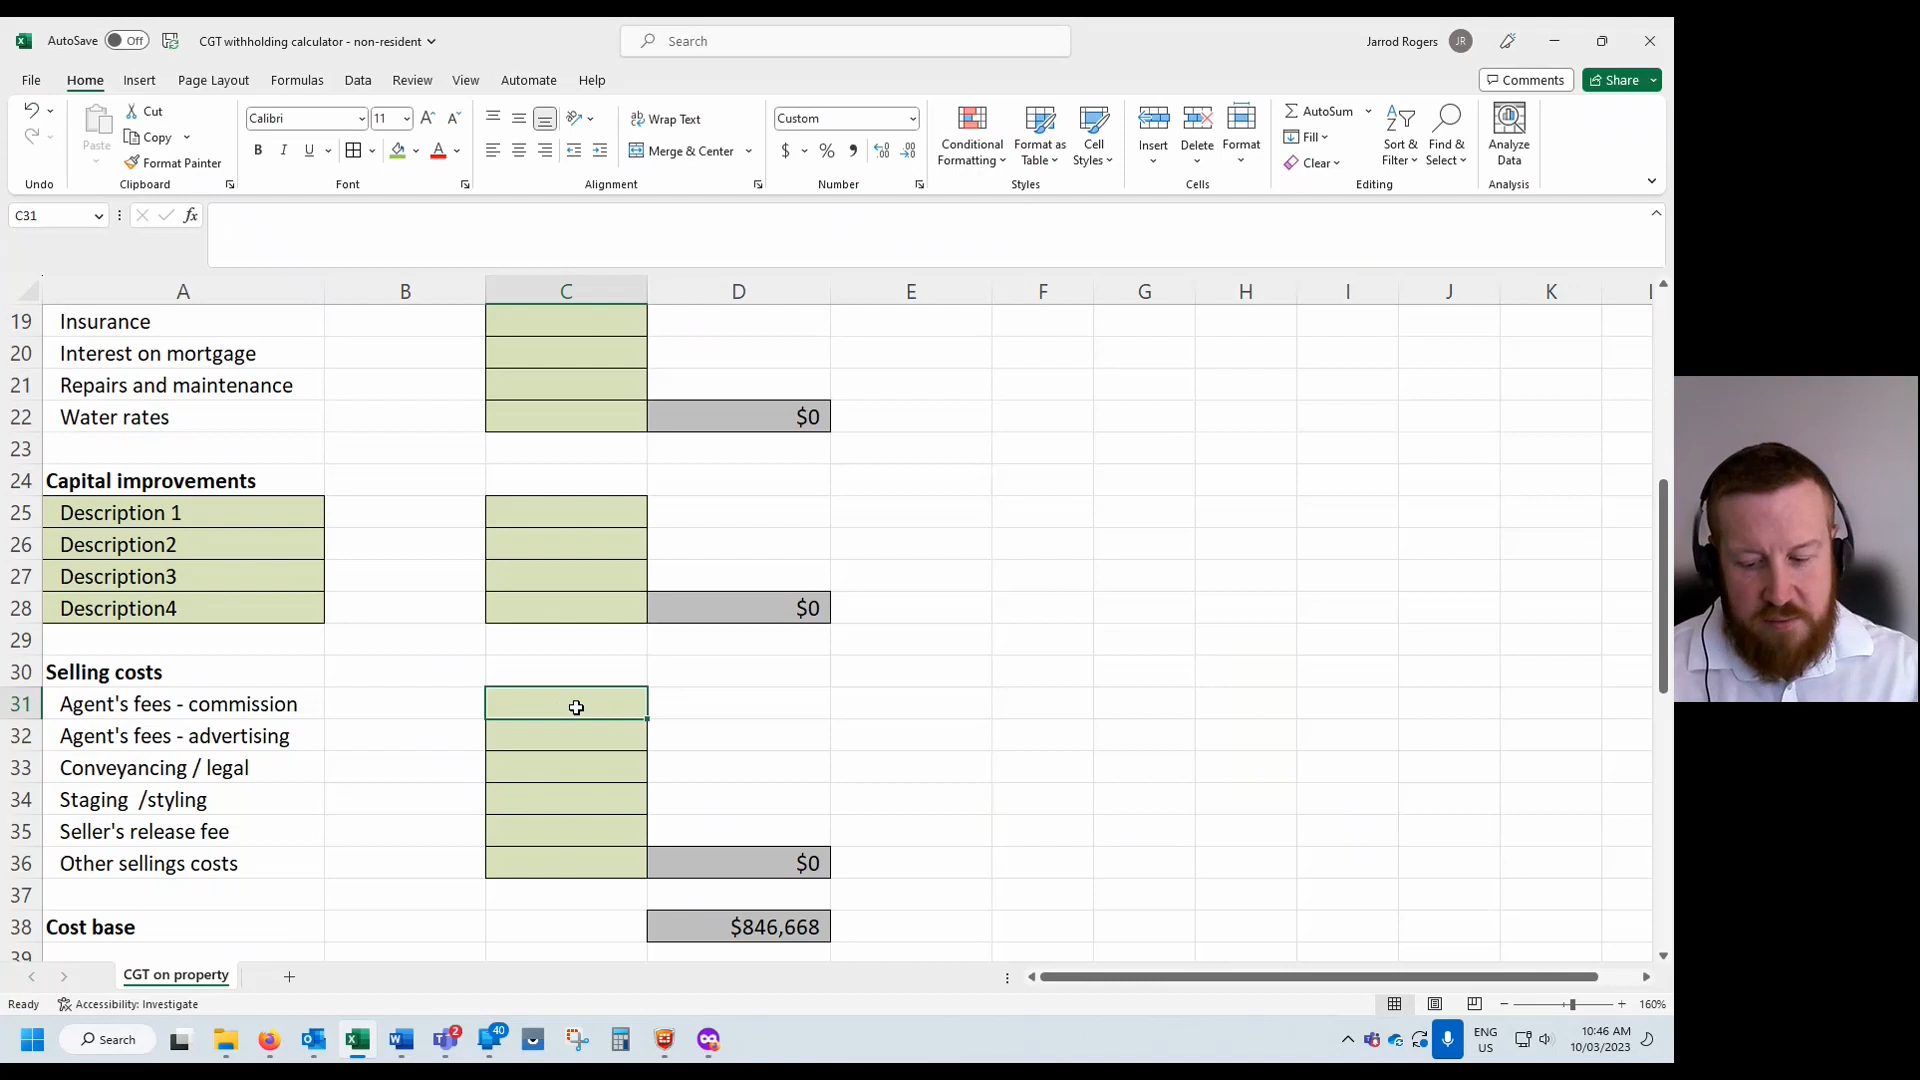 AutoSave Off CGT withholding calculator - non-resident Search Jarrod Rogers JR
File Home Insert Page Layout Formulas Data Review View Automate Help Comments Share
Cut
Copy
Format Painter
Paste
Calibri 11
B I U
Wrap Text
Merge & Center
Custom
$ % ,
Conditional Formatting
Format as Table
Cell Styles
Insert
Delete
Format
AutoSum
Fill
Clear
Sort & Filter
Find & Select
Analyze Data
Undo Clipboard Font Alignment Number Styles Cells Editing Analysis
C31 fx
A B C D E F G H I J K
19 Insurance
20 Interest on mortgage
21 Repairs and maintenance
22 Water rates $0
23
24 Capital improvements
25 Description 1
26 Description2
27 Description3
28 Description4 $0
29
30 Selling costs
31 Agent's fees - commission
32 Agent's fees - advertising
33 Conveyancing / legal
34 Staging /styling
35 Seller's release fee
36 Other sellings costs $0
37
38 Cost base $846,668
39
CGT on property
Ready Accessibility: Investigate 160%
Search 2 40 ENG US 10:46 AM 10/03/2023